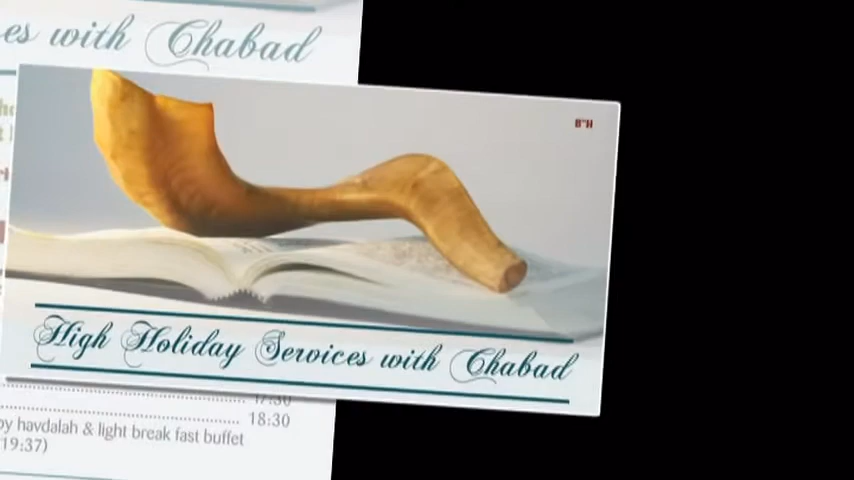 es with Chabad
B"H
High Holiday Services with Chabad
17:30
18:30
by havdalah & light break fast buffet
19:37)